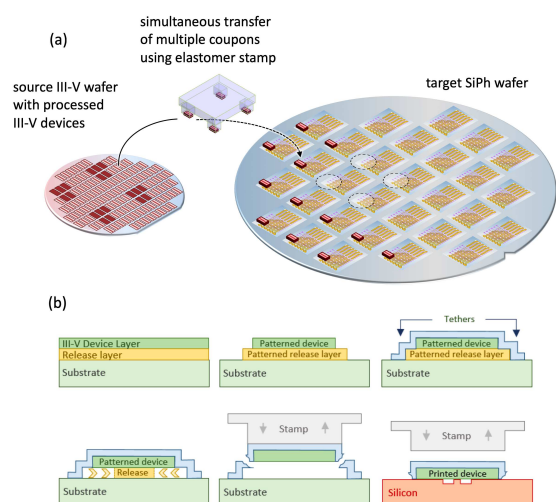 (a)
simultaneous transfer
of multiple coupons
using elastomer stamp
source III-V wafer
with processed
III-V devices
target SiPh wafer
(b)
III-V Device Layer
Release layer
Substrate
Patterned device
Patterned release layer
Substrate
Tethers
Patterned device
Patterned release layer
Substrate
Patterned device
Release
Substrate
Stamp
Substrate
Stamp
Printed device
Silicon